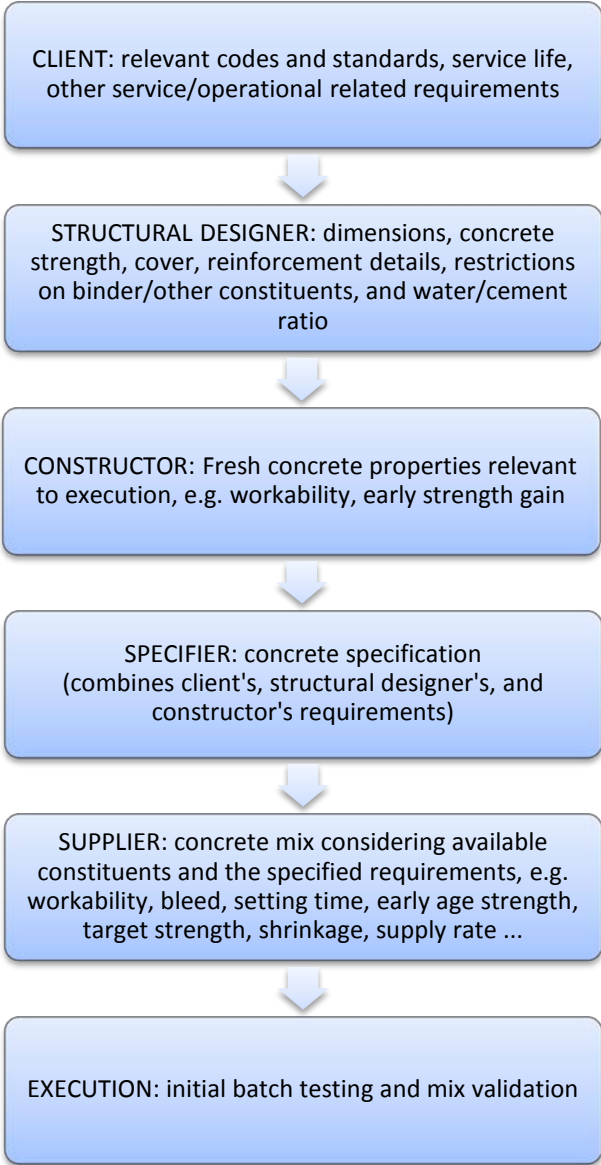 CLIENT: relevant codes and standards, service life,
other service/operational related requirements
STRUCTURAL DESIGNER: dimensions, concrete
strength, cover, reinforcement details, restrictions
on binder/other constituents, and water/cement
ratio
CONSTRUCTOR: Fresh concrete properties relevant
to execution, e.g. workability, early strength gain
SPECIFIER: concrete specification
(combines client's, structural designer's, and
constructor's requirements)
SUPPLIER: concrete mix considering available
constituents and the specified requirements, e.g.
workability, bleed, setting time, early age strength,
target strength, shrinkage, supply rate ...
EXECUTION: initial batch testing and mix validation